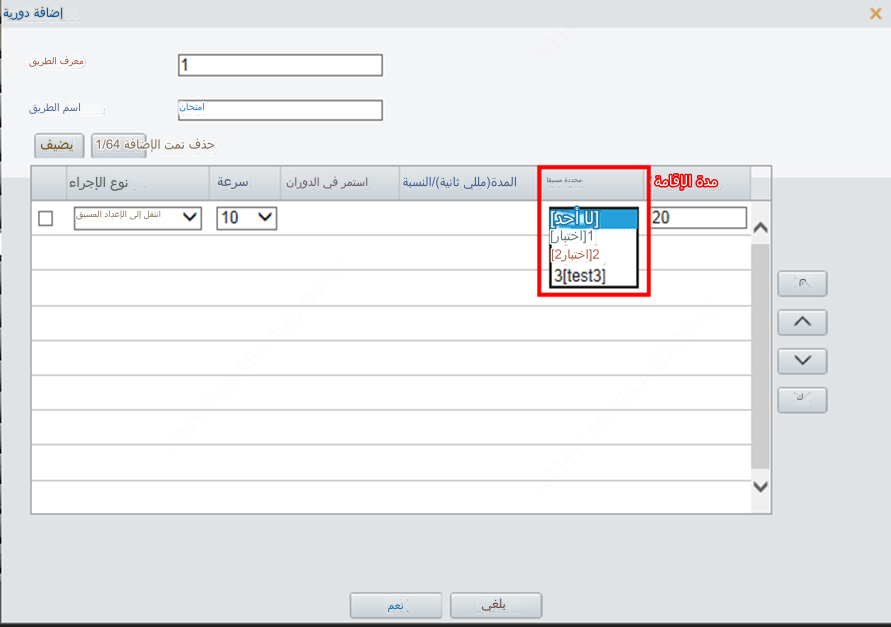 إضافة دورية
معرف الطريق
1
اسم الطريق
امتحان
يضيف
حذف تمت الإضافة 1/64
نوع الإجراء
سرعة
استمر في الدوران
المدة(مللي ثانية)/النسبة
محددة مسبقا
مدة الإقامة
انتقل إلى الإعداد المسبق
10
[لا أحد]
20
1[اختبار]
2[اختبار2]
3[test3]
نعم
يلغي